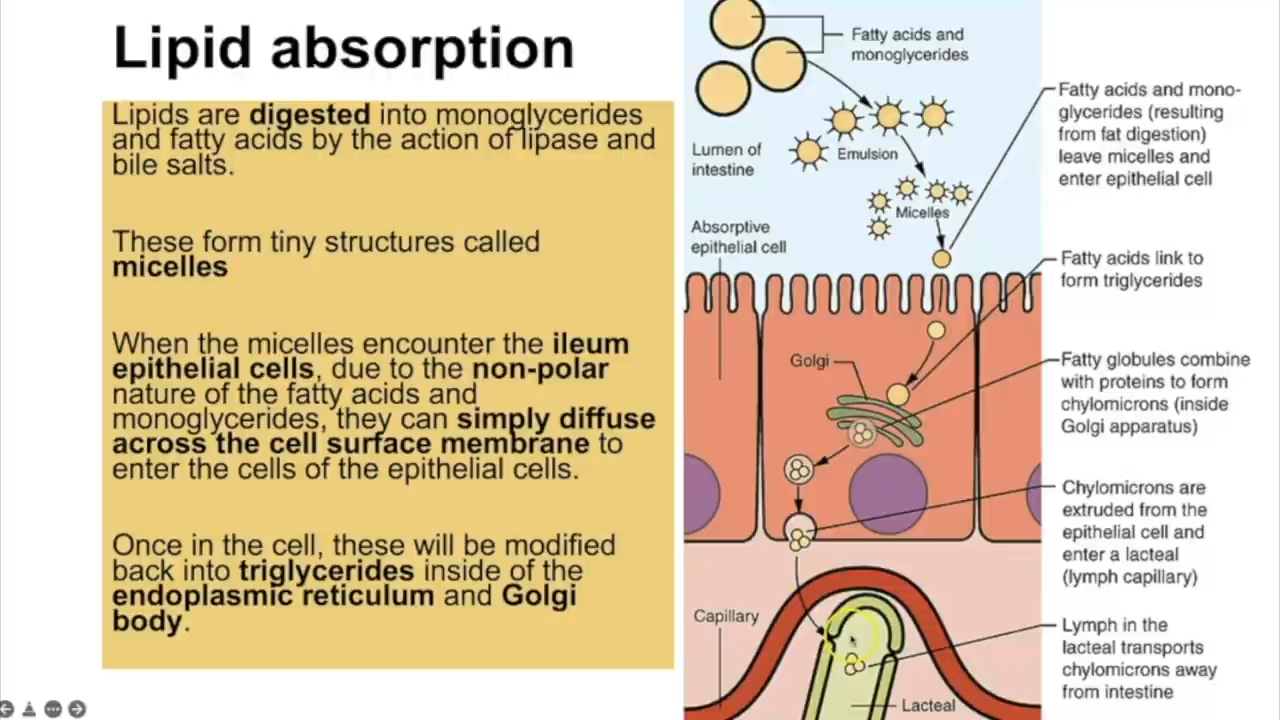 Lipid absorption
Lipids are digested into monoglycerides
and fatty acids by the action of lipase and
bile salts.
These form tiny structures called
micelles
When the micelles encounter the ileum
epithelial cells, due to the non-polar
nature of the fatty acids and
monoglycerides, they can simply diffuse
across the cell surface membrane to
enter the cells of the epithelial cells.
Once in the cell, these will be modified
back into triglycerides inside of the
endoplasmic reticulum and Golgi
body.
Fatty acids and
monoglycerides
Lumen of
intestine
Emulsion
Micelles
Absorptive
epithelial cell
Golgi
Capillary
Lacteal
Fatty acids and mono-
glycerides (resulting
from fat digestion)
leave micelles and
enter epithelial cell
Fatty acids link to
form triglycerides
Fatty globules combine
with proteins to form
chylomicrons (inside
Golgi apparatus)
Chylomicrons are
extruded from the
epithelial cell and
enter a lacteal
(lymph capillary)
Lymph in the
lacteal transports
chylomicrons away
from intestine